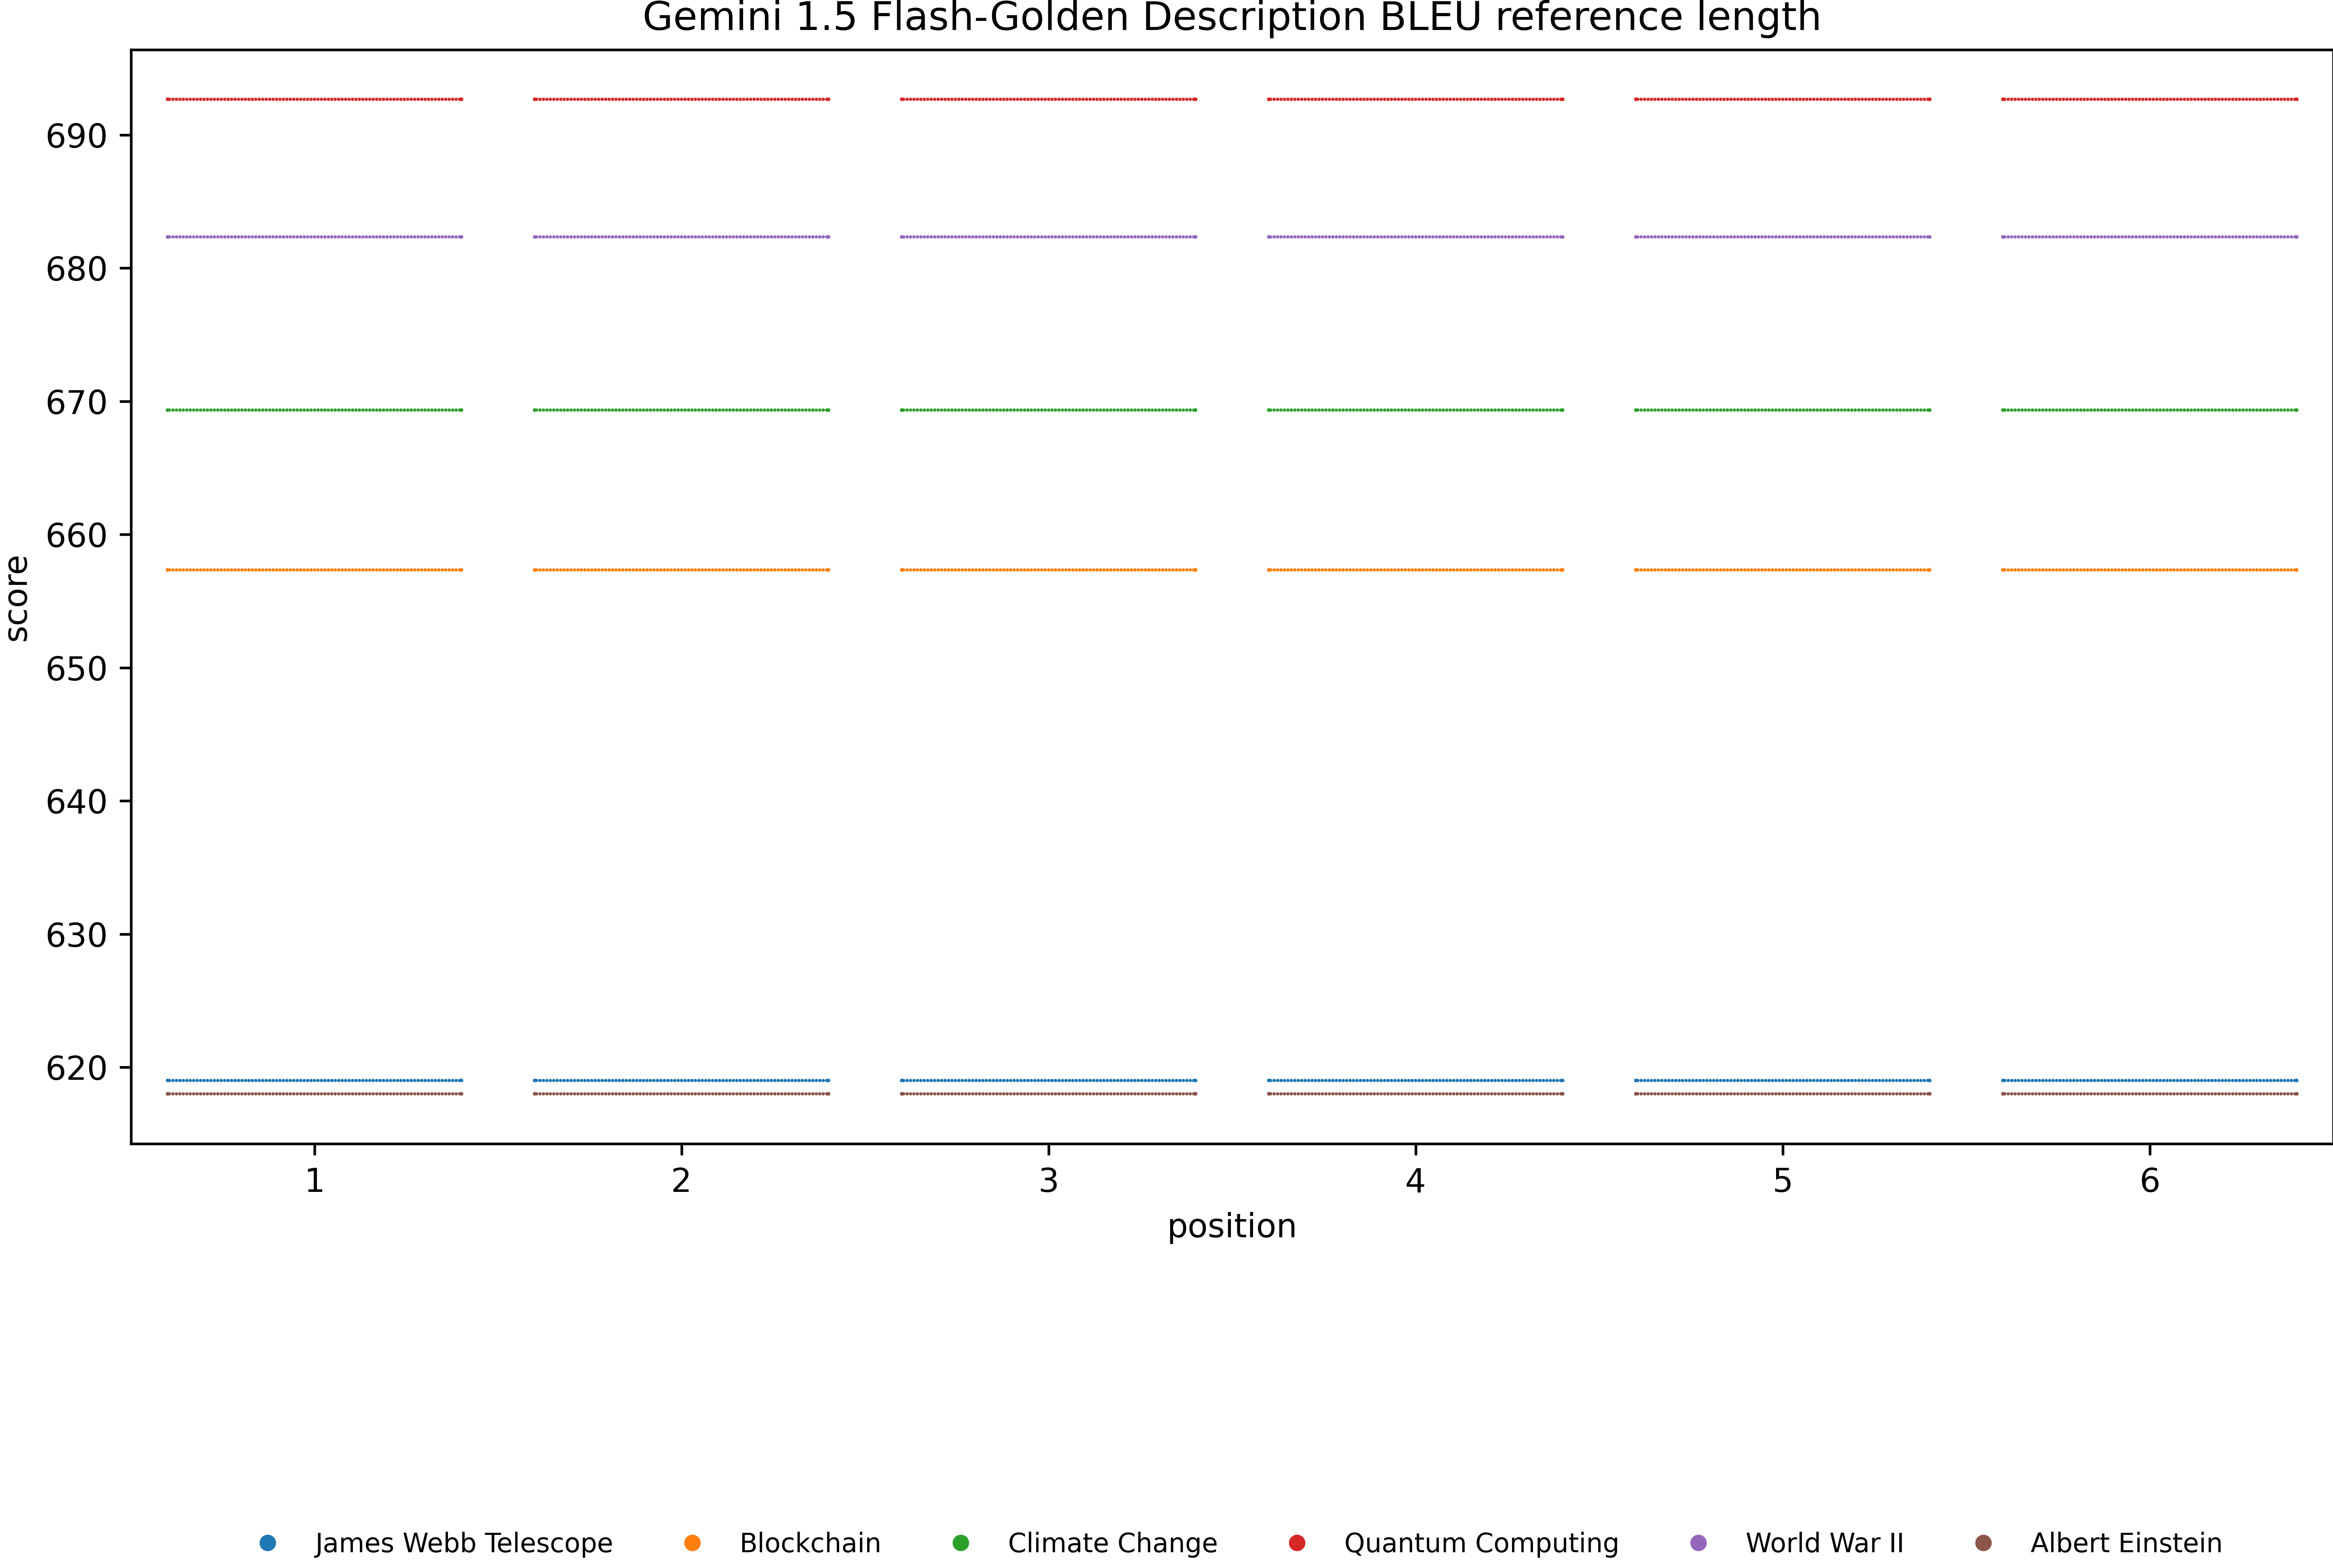 Gemini 1.5 Flash-Golden Description BLEU reference length
690
680
670
660
650
640
630
620
score
1 2 3 4 5 6
position
James Webb Telescope Blockchain Climate Change Quantum Computing World War II Albert Einstein